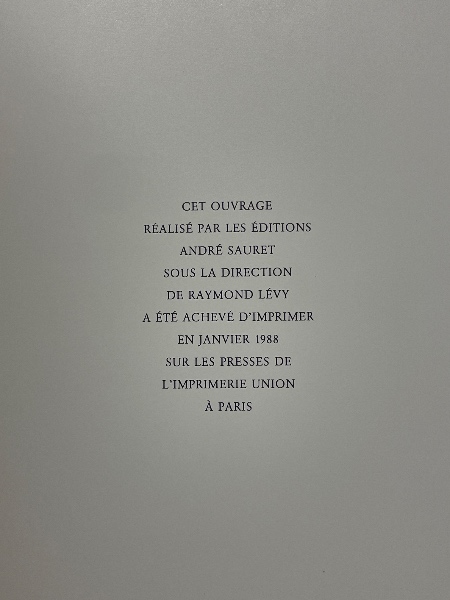 CET OUVRAGE
RÉALISÉ PAR LES ÉDITIONS
ANDRÉ SAURET
SOUS LA DIRECTION
DE RAYMOND LÉVY
A ÉTÉ ACHEVÉ D'IMPRIMER
EN JANVIER 1988
SUR LES PRESSES DE
L'IMPRIMERIE UNION
À PARIS